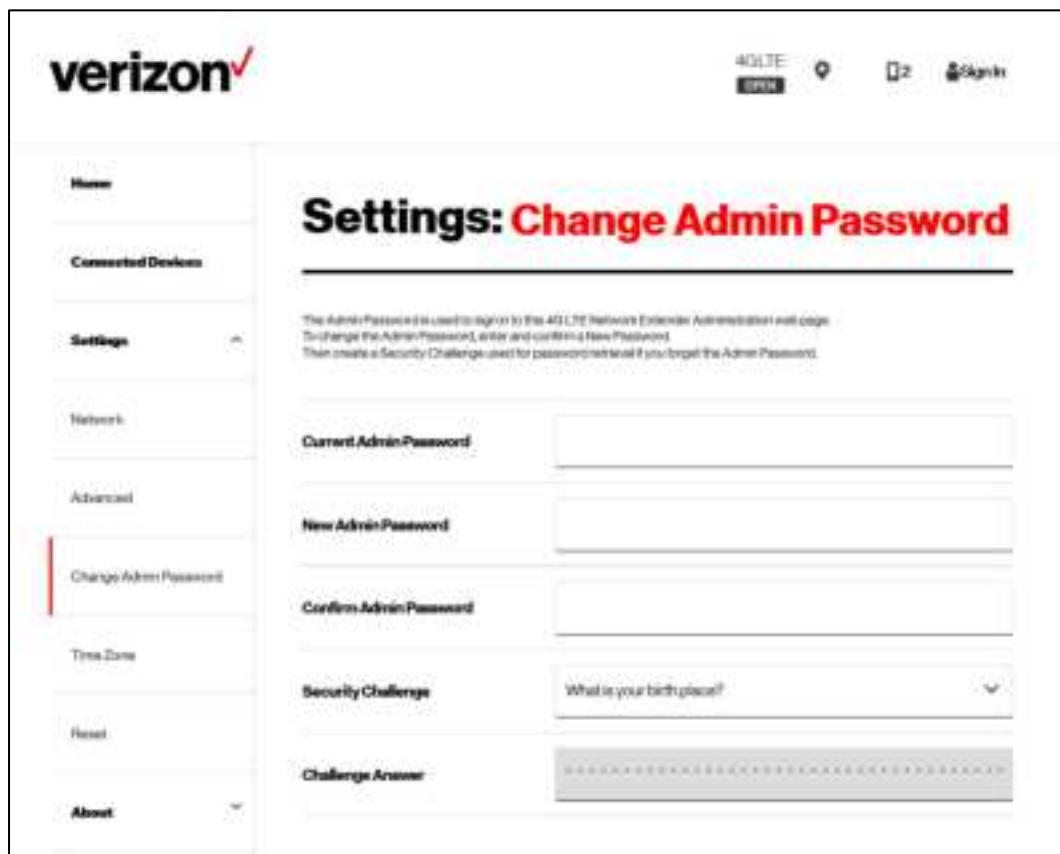 verizon
4G LTE
OPEN
2
Sign In
Home
Connected Devices
Settings
Network
Advanced
Change Admin Password
Time Zone
Reset
About
Settings: Change Admin Password
The Admin Password is used to sign on to this 4G LTE Network Extender Administration web page.
To change the Admin Password, enter and confirm a New Password.
Then create a Security Challenge used for password retrieval if you forget the Admin Password.
Current Admin Password
New Admin Password
Confirm Admin Password
Security Challenge
What is your birth place?
Challenge Answer